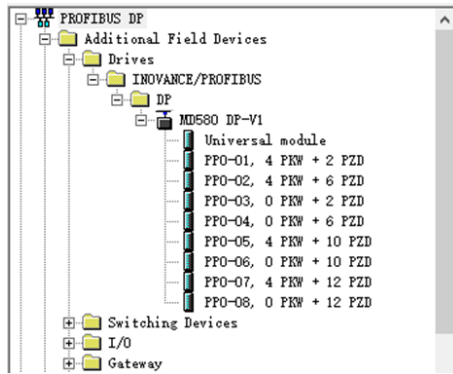 PROFIBUS DP
Additional Field Devices
Drives
INOVANCE/PROFIBUS
DP
MD580 DP-V1
Universal module
PPO-01, 4 PKW + 2 PZD
PPO-02, 4 PKW + 6 PZD
PPO-03, 0 PKW + 2 PZD
PPO-04, 0 PKW + 6 PZD
PPO-05, 4 PKW + 10 PZD
PPO-06, 0 PKW + 10 PZD
PPO-07, 4 PKW + 12 PZD
PPO-08, 0 PKW + 12 PZD
Switching Devices
I/O
Gateway